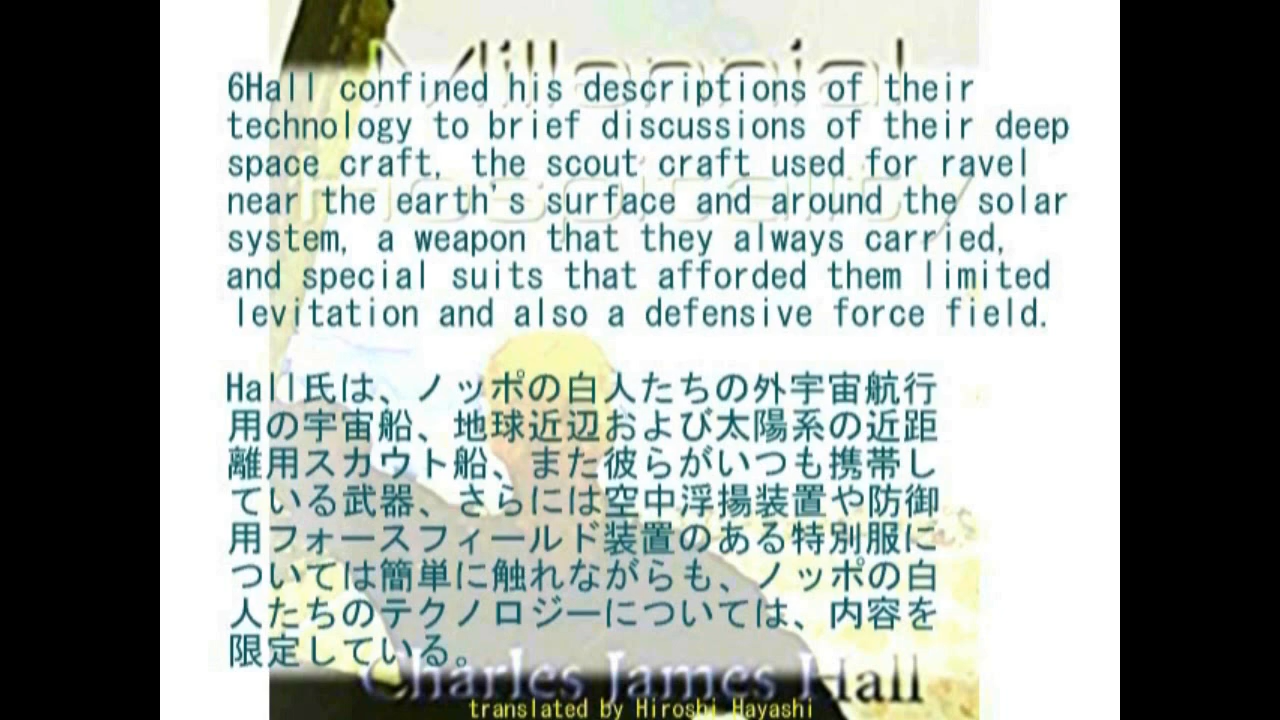 Millennial
Hospitality
6Hall confined his descriptions of their
technology to brief discussions of their deep
space craft, the scout craft used for ravel
near the earth's surface and around the solar
system, a weapon that they always carried,
and special suits that afforded them limited
levitation and also a defensive force field.
Hall氏は、ノッポの白人たちの外宇宙航行
用の宇宙船、地球近辺および太陽系の近距
離用スカウト船、また彼らがいつも携帯し
ている武器、さらには空中浮揚装置や防御
用フォースフィールド装置のある特別服に
ついては簡単に触れながらも、ノッポの白
人たちのテクノロジーについては、内容を
限定している。
Charles James Hall
translated by Hiroshi Hayashi